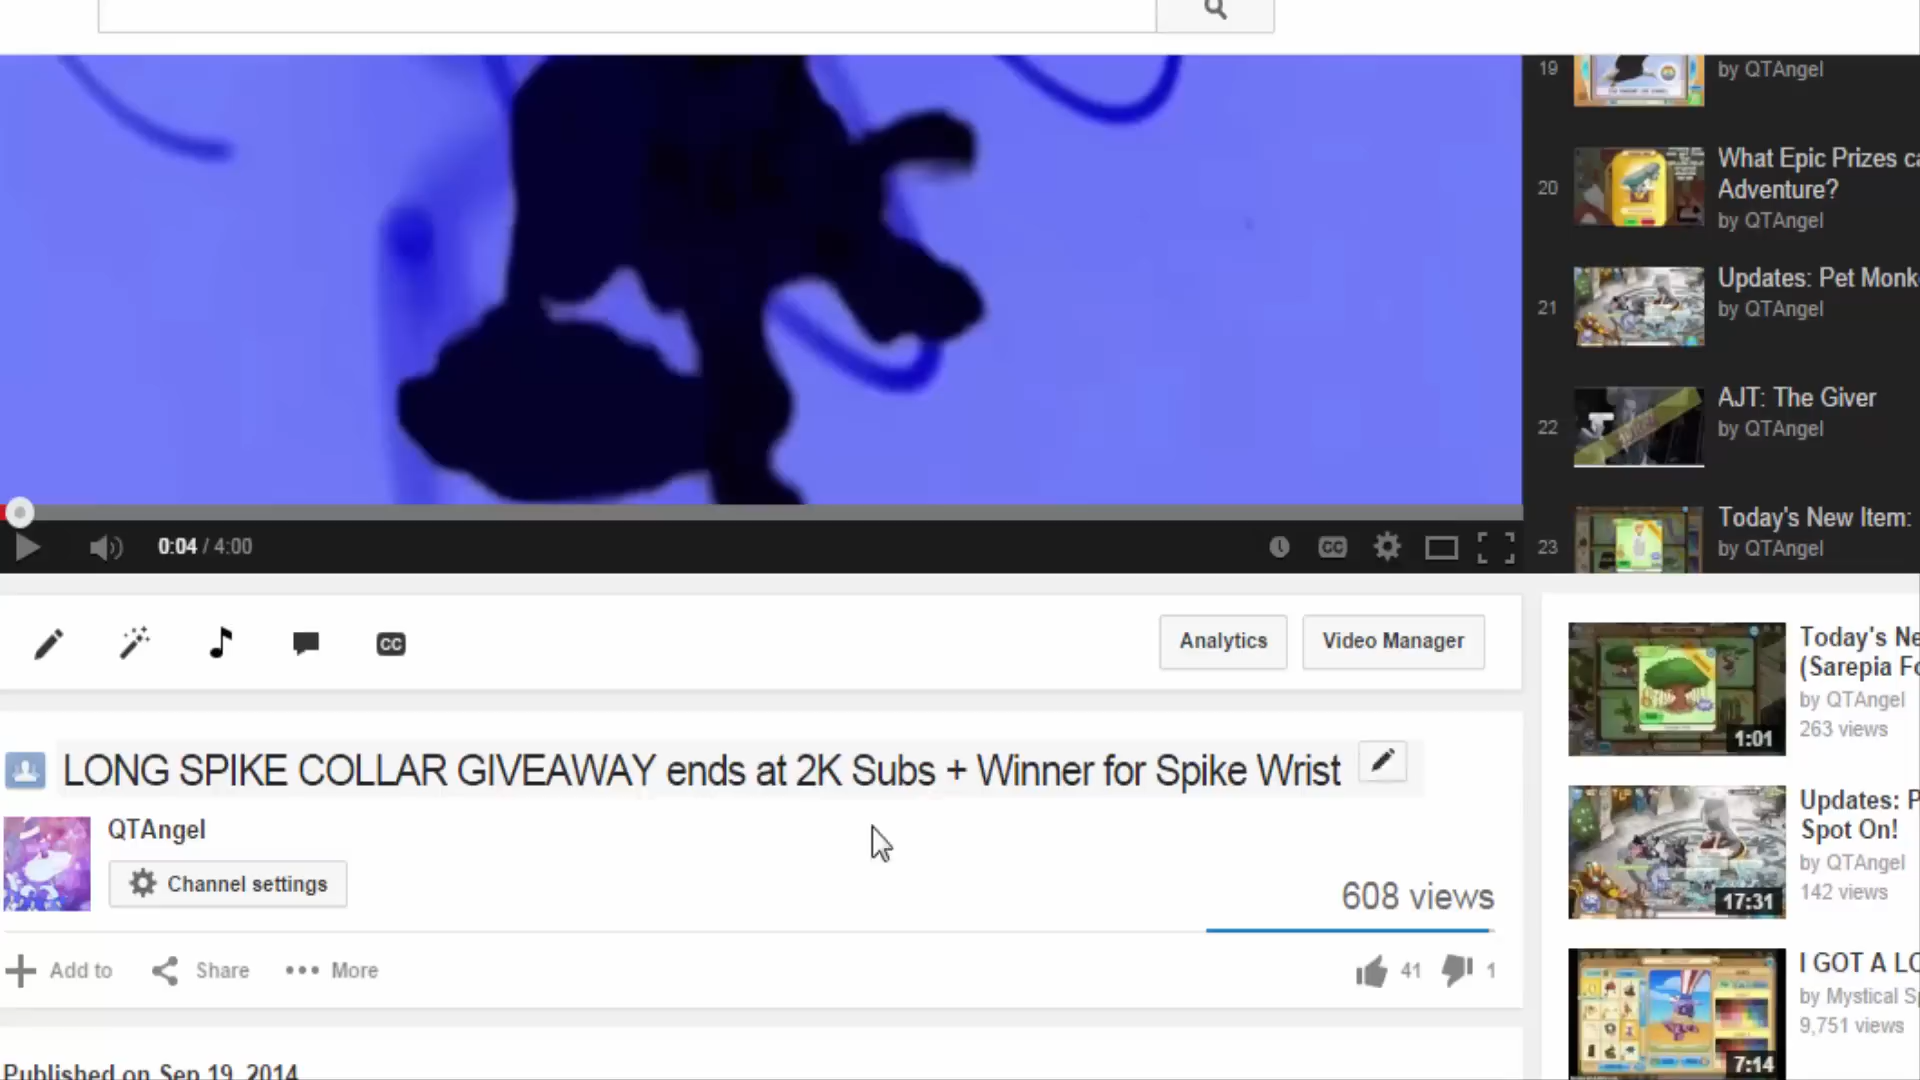 19
by QTAngel
20
What Epic Prizes ca
Adventure?
by QTAngel
21
Updates: Pet Monk
by QTAngel
22
AJT: The Giver
by QTAngel
23
Today's New Item:
by QTAngel
0:04 / 4:00
CC
CC
Analytics
Video Manager
LONG SPIKE COLLAR GIVEAWAY ends at 2K Subs + Winner for Spike Wrist
QTAngel
Channel settings
608 views
Add to
Share
More
41
1
Published on Sep 19, 2014
Today's Ne
(Sarepia Fo
by QTAngel
263 views
1:01
Updates: P
Spot On!
by QTAngel
142 views
17:31
I GOT A LO
by Mystical Sp
9,751 views
7:14